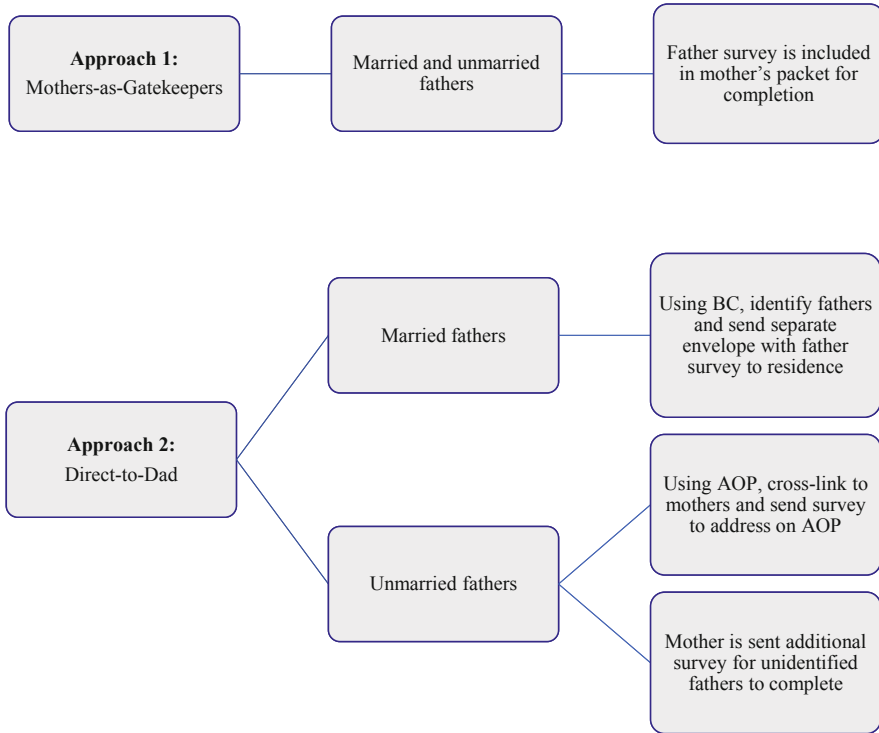 Approach 1:
Mothers-as-Gatekeepers
Married and unmarried
fathers
Father survey is included
in mother's packet for
completion
Approach 2:
Direct-to-Dad
Married fathers
Using BC, identify fathers
and send separate
envelope with father
survey to residence
Unmarried fathers
Using AOP, cross-link to
mothers and send survey
to address on AOP
Mother is sent additional
survey for unidentified
fathers to complete